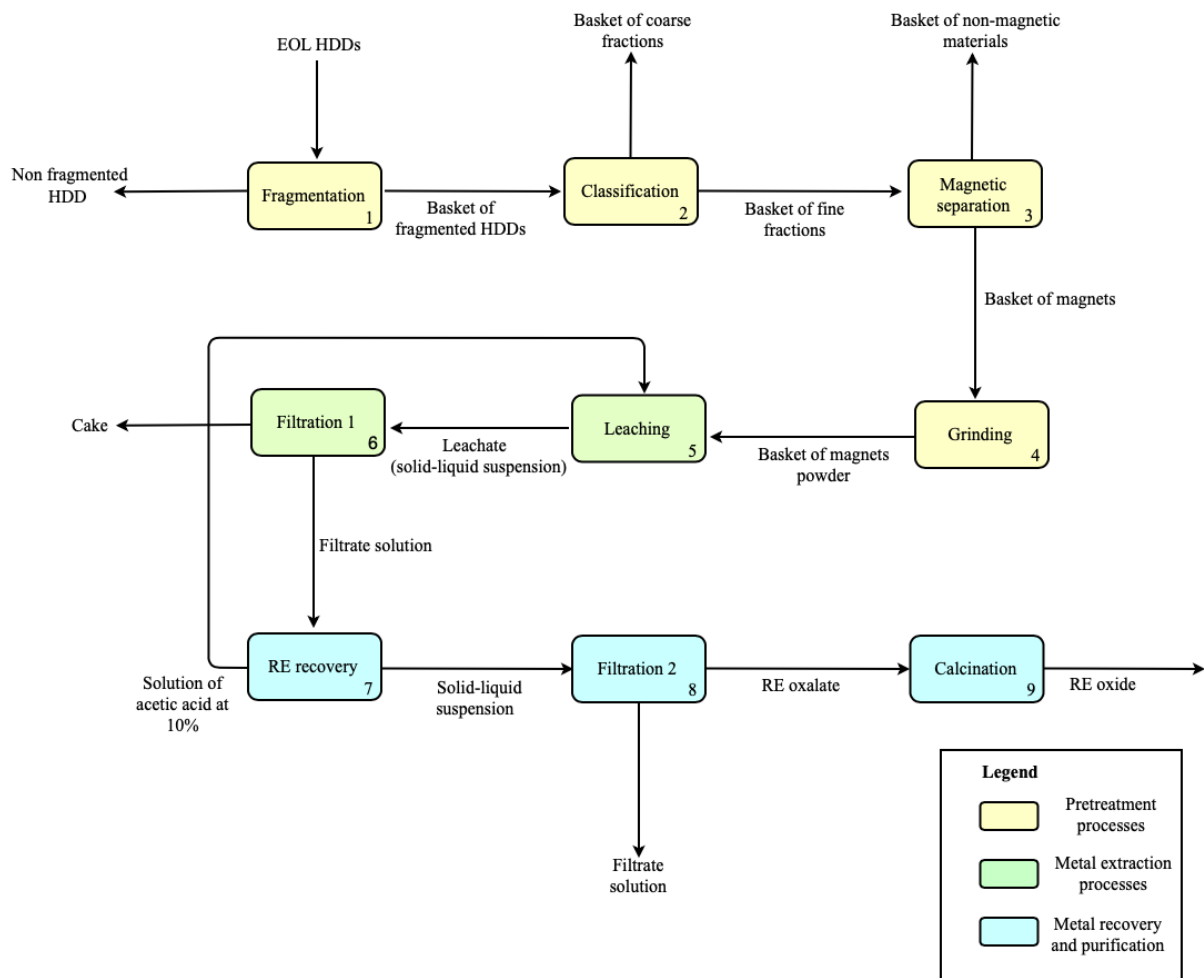 EOL HDDs
Basket of coarse
fractions
Basket of non-magnetic
materials
Non fragmented
HDD
Fragmentation
1
Basket of
fragmented HDDs
Classification
2
Basket of fine
fractions
Magnetic
separation
3
Basket of magnets
Cake
Filtration 1
6
Leachate
(solid-liquid suspension)
Leaching
5
Basket of magnets
powder
Grinding
4
Filtrate solution
Solution of
acetic acid at
10%
RE recovery
7
Solid-liquid
suspension
Filtration 2
8
RE oxalate
Calcination
9
RE oxide
Filtrate
solution
Legend
Pretreatment
processes
Metal extraction
processes
Metal recovery
and purification